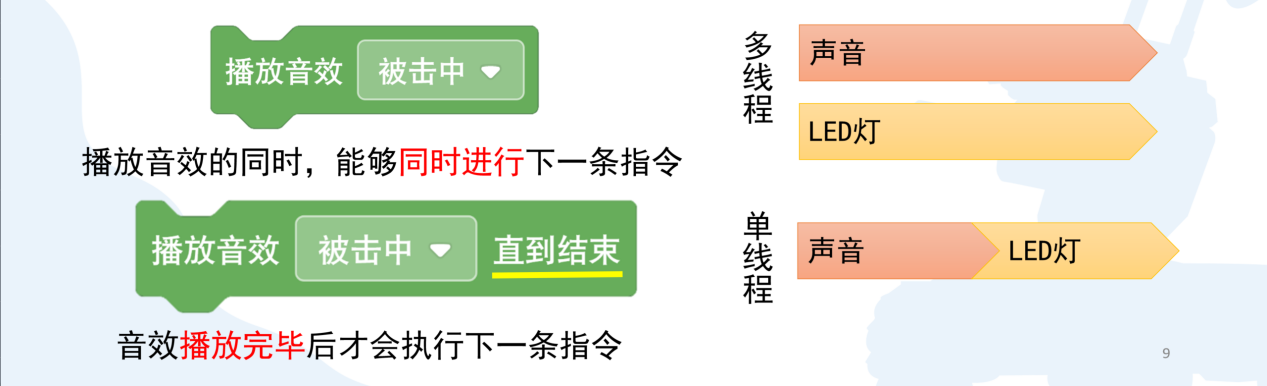 播放音效 被击中
播放音效的同时，能够同时进行下一条指令
播放音效 被击中 直到结束
音效播放完毕后才会执行下一条指令
多线程
声音
LED灯
单线程
声音 LED灯
9